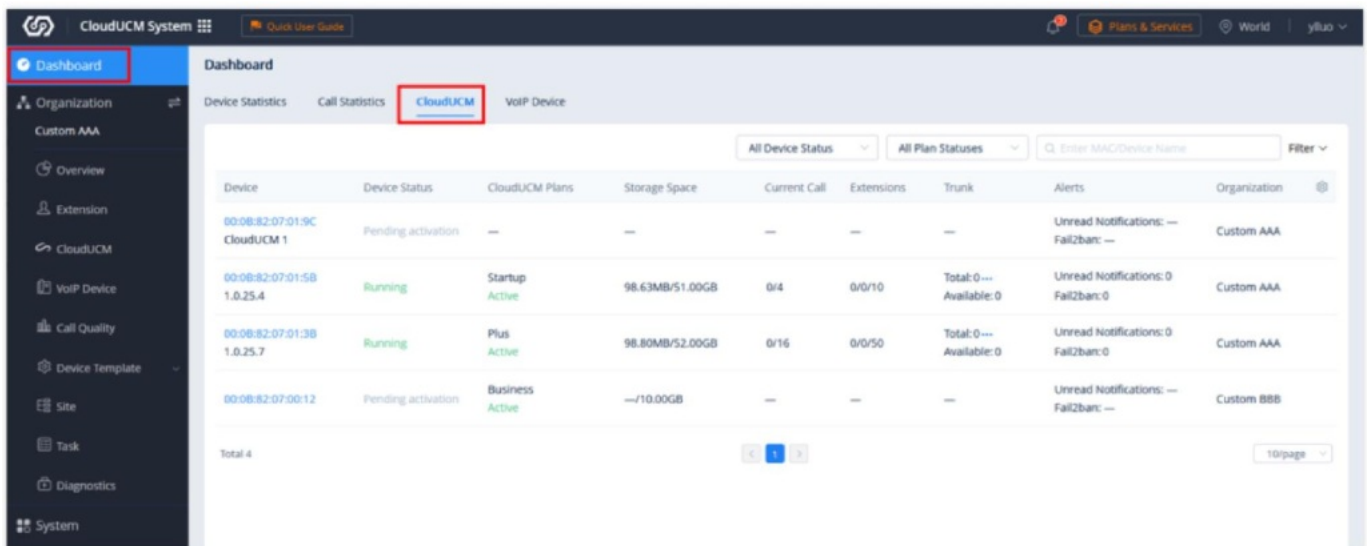 CloudUCM System Quick User Guide Plans & Services World ylluo
Dashboard
Organization
Custom AAA
Overview
Extension
CloudUCM
VoIP Device
Call Quality
Device Template
Site
Task
Diagnostics
System
Dashboard
Device Statistics Call Statistics CloudUCM VoIP Device
All Device Status All Plan Statuses Enter MAC/Device Name Filter
Device Device Status CloudUCM Plans Storage Space Current Call Extensions Trunk Alerts Organization
00:0B:82:07:01:9C Pending activation — — — — — Unread Notifications: — Custom AAA
CloudUCM 1 Fail2ban: —
00:0B:82:07:01:5B Running Startup 98.63MB/51.00GB 0/4 0/0/10 Total: 0 ••• Unread Notifications: 0 Custom AAA
1.0.25.4 Active Available: 0 Fail2ban: 0
00:0B:82:07:01:3B Running Plus 98.80MB/52.00GB 0/16 0/0/50 Total: 0 ••• Unread Notifications: 0 Custom AAA
1.0.25.7 Active Available: 0 Fail2ban: 0
00:0B:82:07:00:12 Pending activation Business —/10.00GB — — — Unread Notifications: — Custom BBB
Active Fail2ban: —
Total 4 < 1 > 10/page